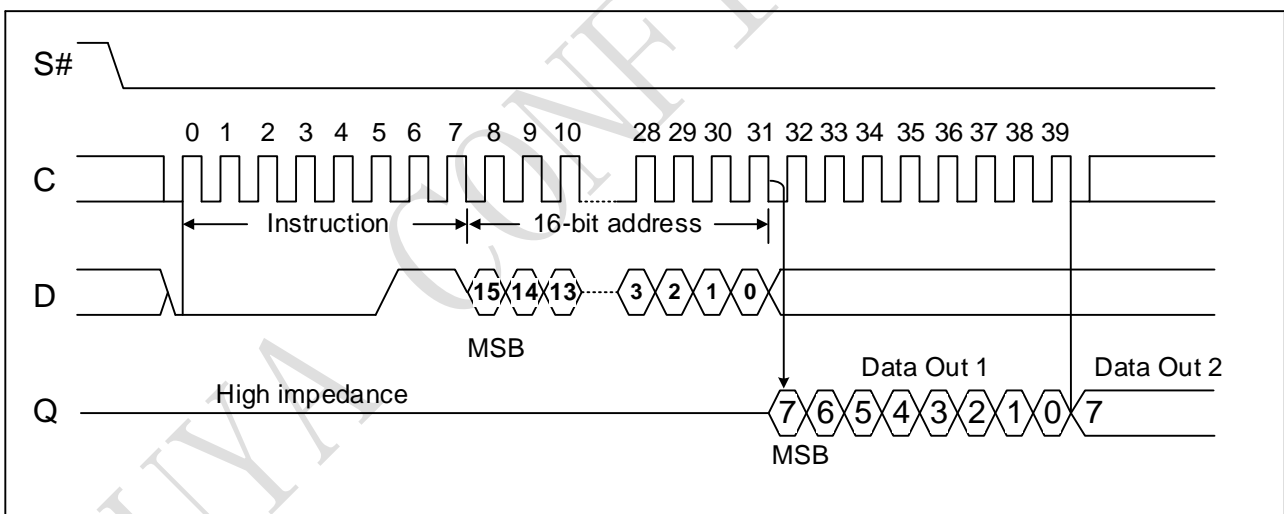 S#
0 1 2 3 4 5 6 7 8 9 10 28 29 30 31 32 33 34 35 36 37 38 39
C
Instruction 16-bit address
D 15 14 13 3 2 1 0
MSB
Data Out 1 Data Out 2
High impedance
Q 7 6 5 4 3 2 1 0 7
MSB